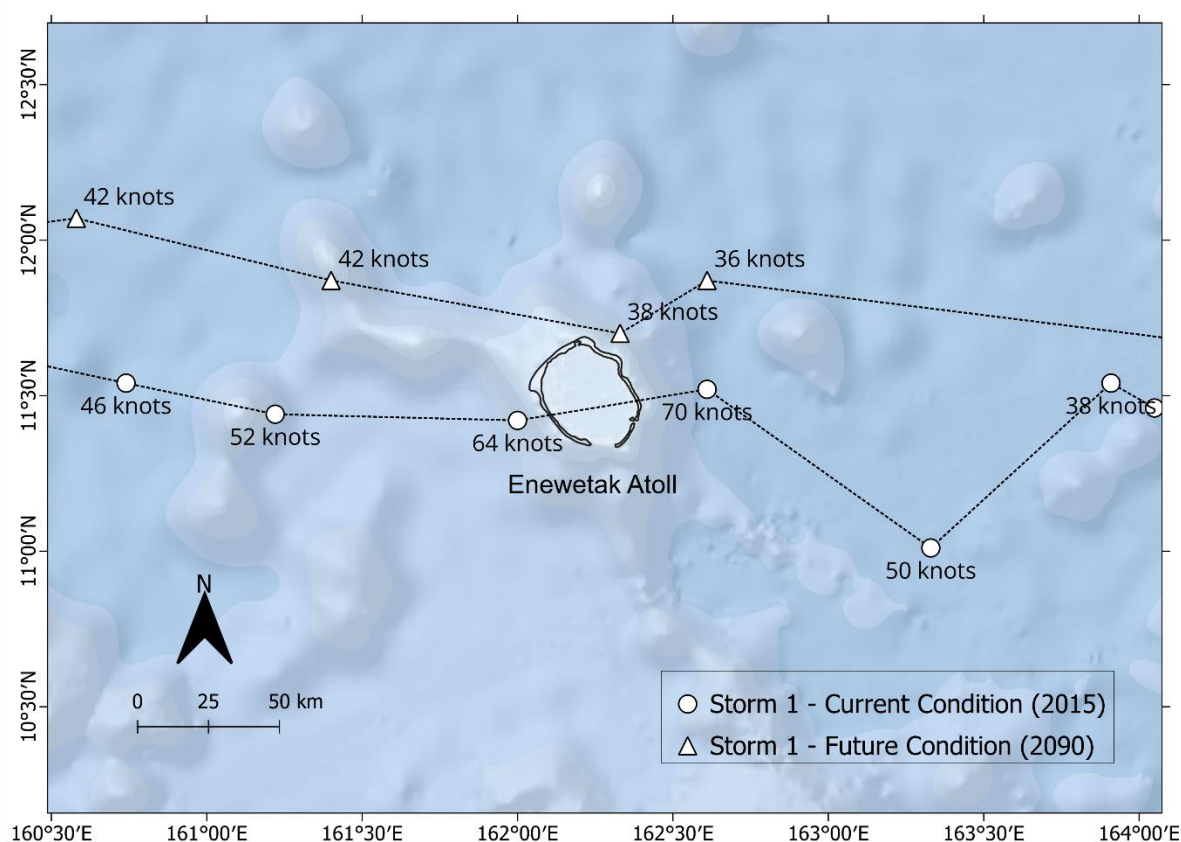 12°30'N
12°00'N
11°30'N
11°00'N
10°30'N
42 knots
42 knots
36 knots
38 knots
46 knots
52 knots
64 knots
70 knots
38 knots
50 knots
Enewetak Atoll
N
0 25 50 km
Storm 1 - Current Condition (2015)
Storm 1 - Future Condition (2090)
160°30'E 161°00'E 161°30'E 162°00'E 162°30'E 163°00'E 163°30'E 164°00'E